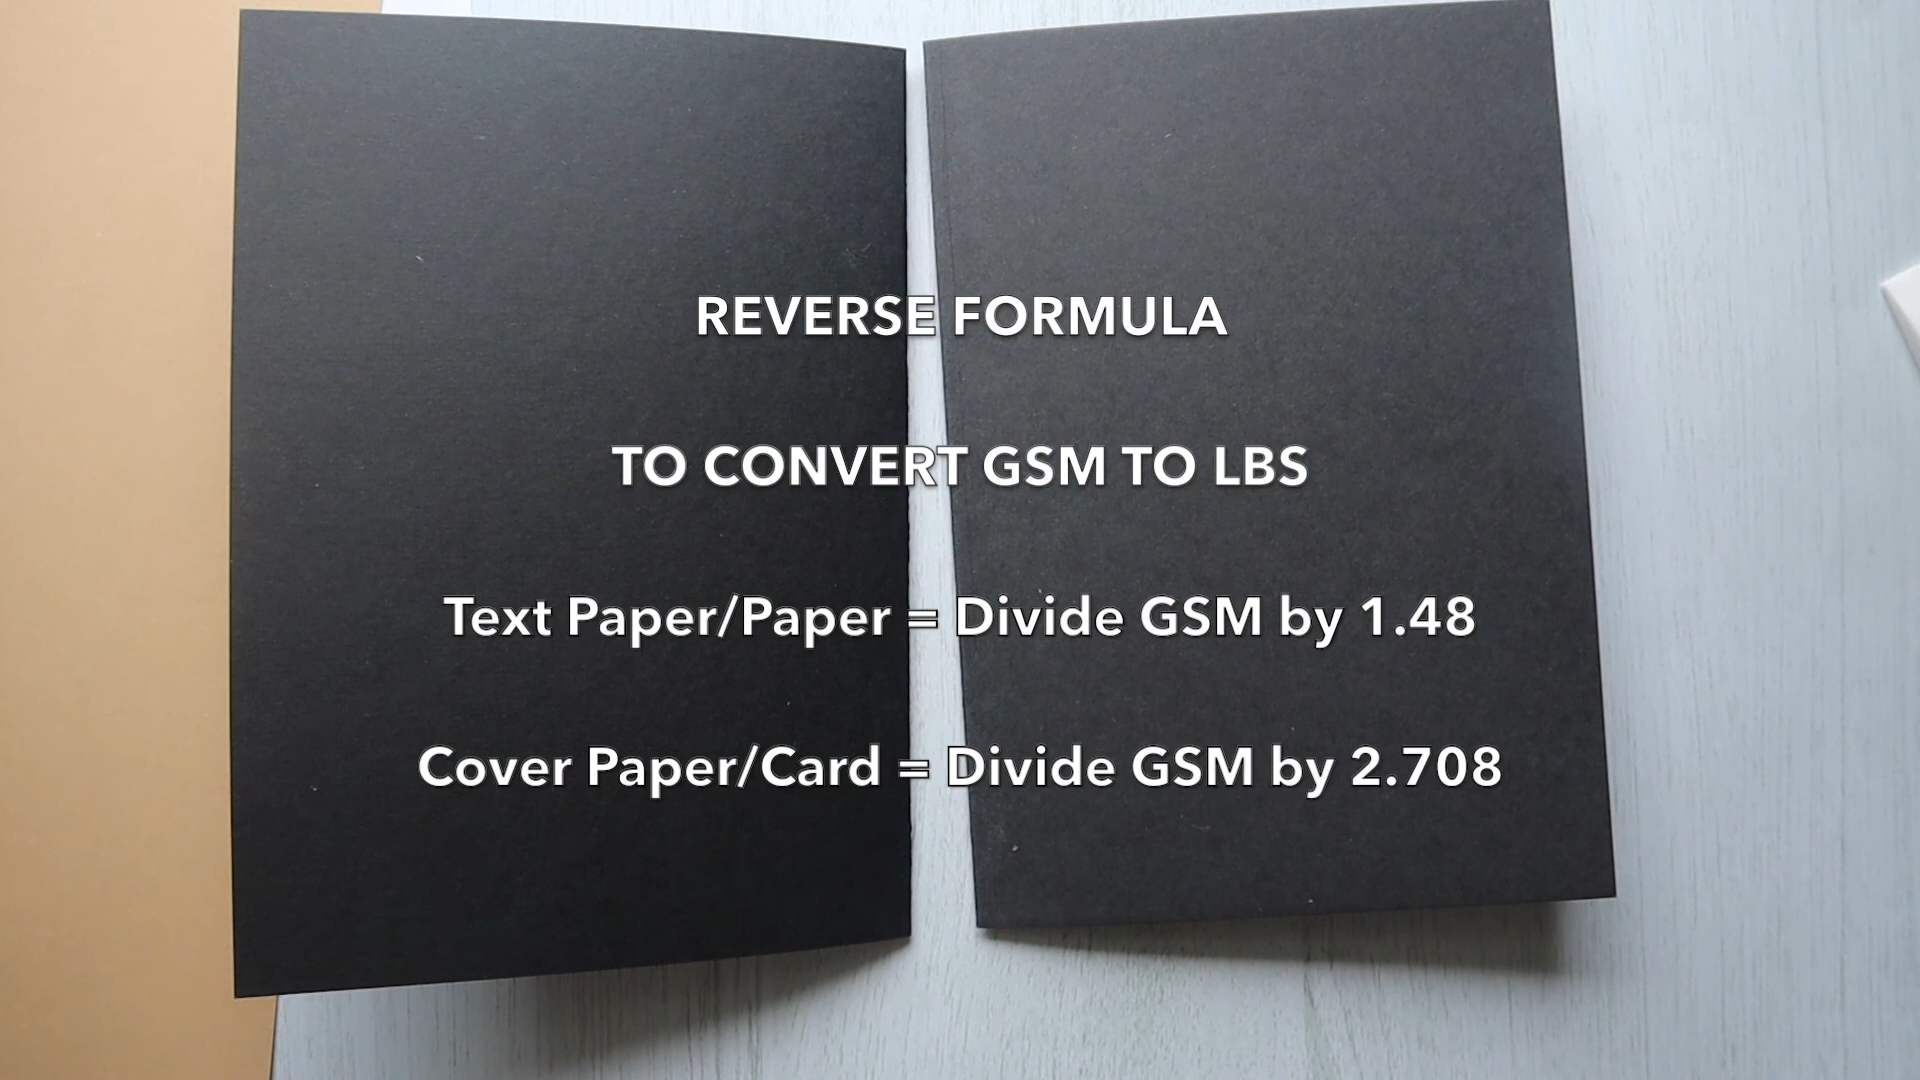 REVERSE FORMULA
TO CONVERT GSM TO LBS
Text Paper/Paper = Divide GSM by 1.48
Cover Paper/Card = Divide GSM by 2.708